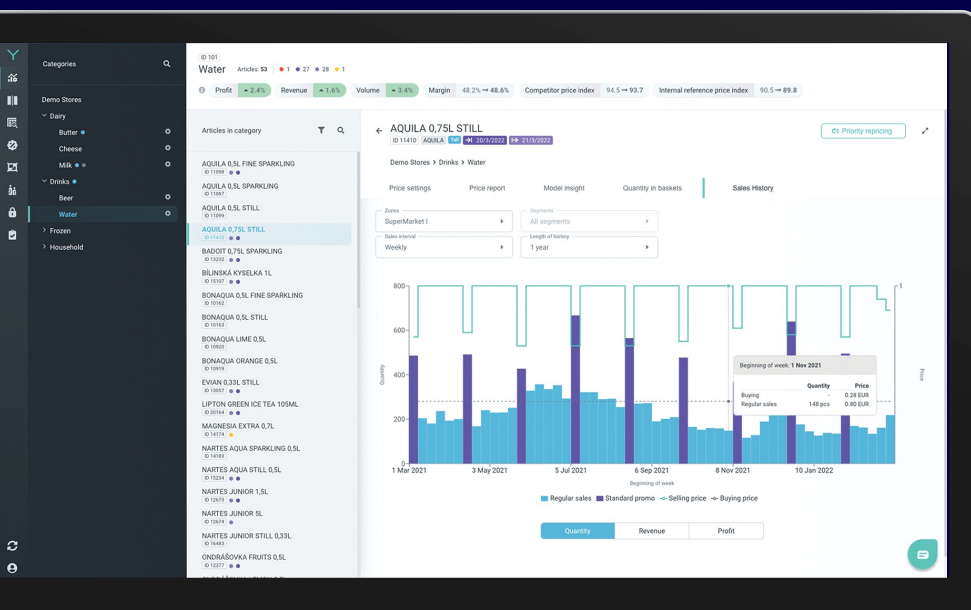 Categories
Demo Stores
Dairy
Butter
Cheese
Milk
Drinks
Beer
Water
Frozen
Household
ID 101
Water Articles: 53 1 27 28 1
Profit 2.4% Revenue 1.6% Volume 3.4% Margin 48.2% → 48.6% Competitor price index 94.5 → 93.7 Internal reference price index 90.5 → 89.8
Articles in category
AQUILA 0,5L FINE SPARKLING
ID 11098
AQUILA 0,5L SPARKLING
ID 11097
AQUILA 0,5L STILL
ID 11099
AQUILA 0,75L STILL
ID 11410
BADOIT 0,75L SPARKLING
ID 13232
BÍLINSKÁ KYSELKA 1L
ID 15107
BONAQUA 0,5L FINE SPARKLING
ID 10162
BONAQUA 0,5L STILL
ID 10163
BONAQUA LIME 0,5L
ID 10920
BONAQUA ORANGE 0,5L
ID 10919
EVIAN 0,33L STILL
ID 13007
LIPTON GREEN ICE TEA 105ML
ID 20164
MAGNESIA EXTRA 0,7L
ID 14174
NARTES AQUA SPARKLING 0,5L
ID 14183
NARTES AQUA STILL 0,5L
ID 15234
NARTES JUNIOR 1,5L
ID 12673
NARTES JUNIOR 5L
ID 12674
NARTES JUNIOR STILL 0,33L
ID 16483
ONDRÁŠOVKA FRUITS 0,5L
ID 12377
AQUILA 0,75L STILL
ID 11410 AQUILA Tail 20/3/2022 21/3/2022
Priority repricing
Demo Stores > Drinks > Water
Price settings Price report Model insight Quantity in baskets Sales History
Zones
SuperMarket I
Segments
All segments
Sales interval
Weekly
Length of history
1 year
800
600
400
200
0
Quantity
1
Price
Beginning of week: 1 Nov 2021
Quantity Price
Buying - 0.28 EUR
Regular sales 148 pcs 0.80 EUR
1 Mar 2021 3 May 2021 5 Jul 2021 6 Sep 2021 8 Nov 2021 10 Jan 2022
Beginning of week
Regular sales Standard promo Selling price Buying price
Quantity Revenue Profit